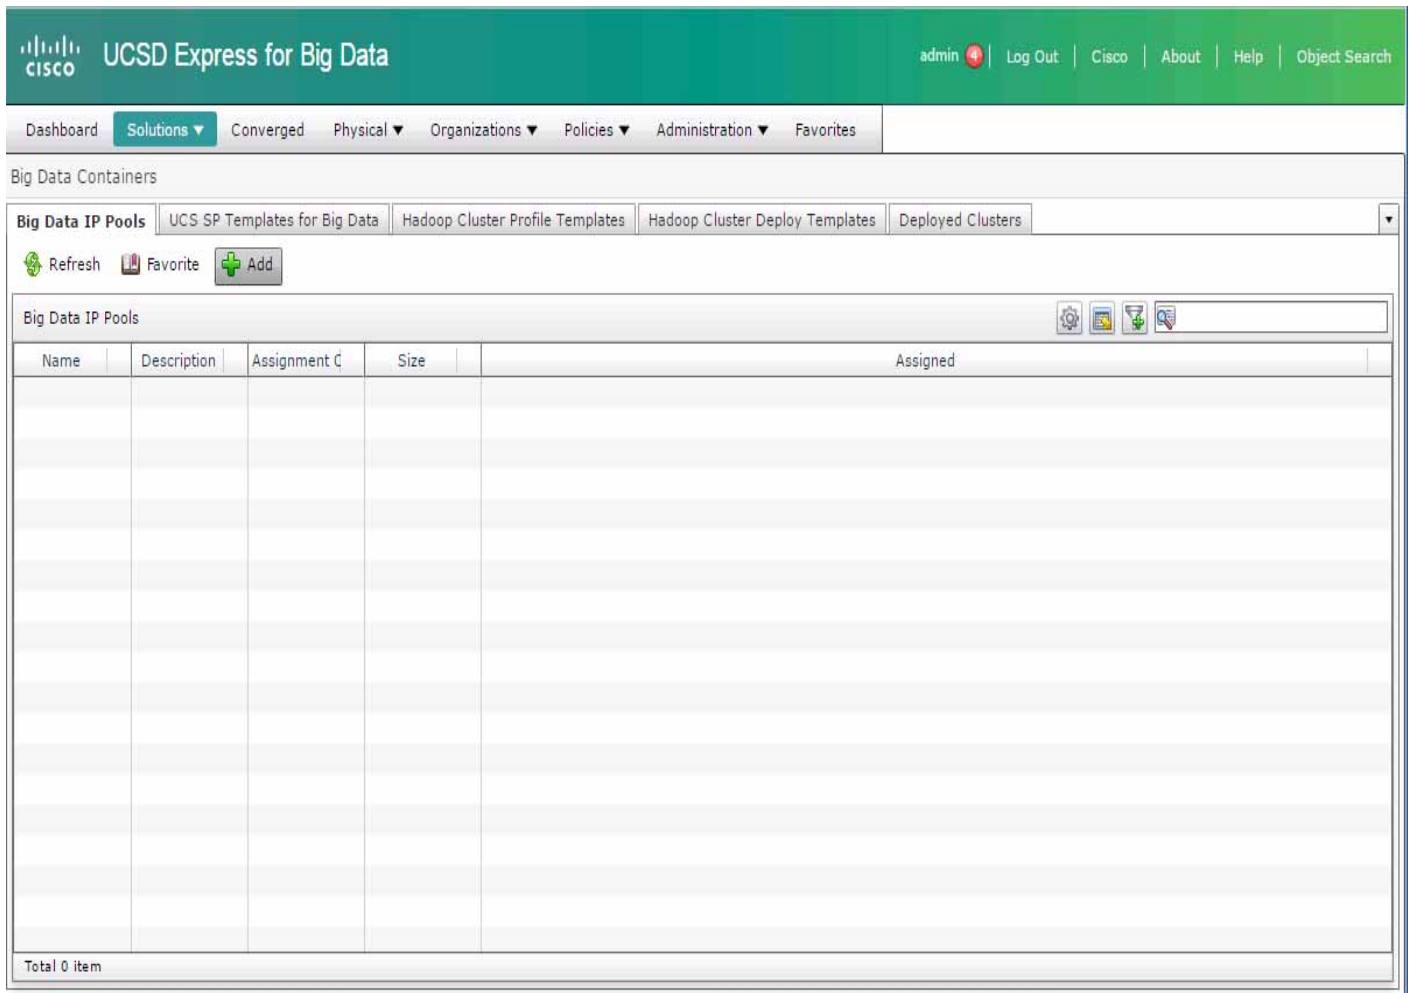 CISCO UCSD Express for Big Data admin 4 Log Out Cisco About Help Object Search
Dashboard Solutions Converged Physical Organizations Policies Administration Favorites
Big Data Containers
Big Data IP Pools UCS SP Templates for Big Data Hadoop Cluster Profile Templates Hadoop Cluster Deploy Templates Deployed Clusters
Refresh Favorite Add
Big Data IP Pools
Name Description Assignment Size Assigned
Total 0 item